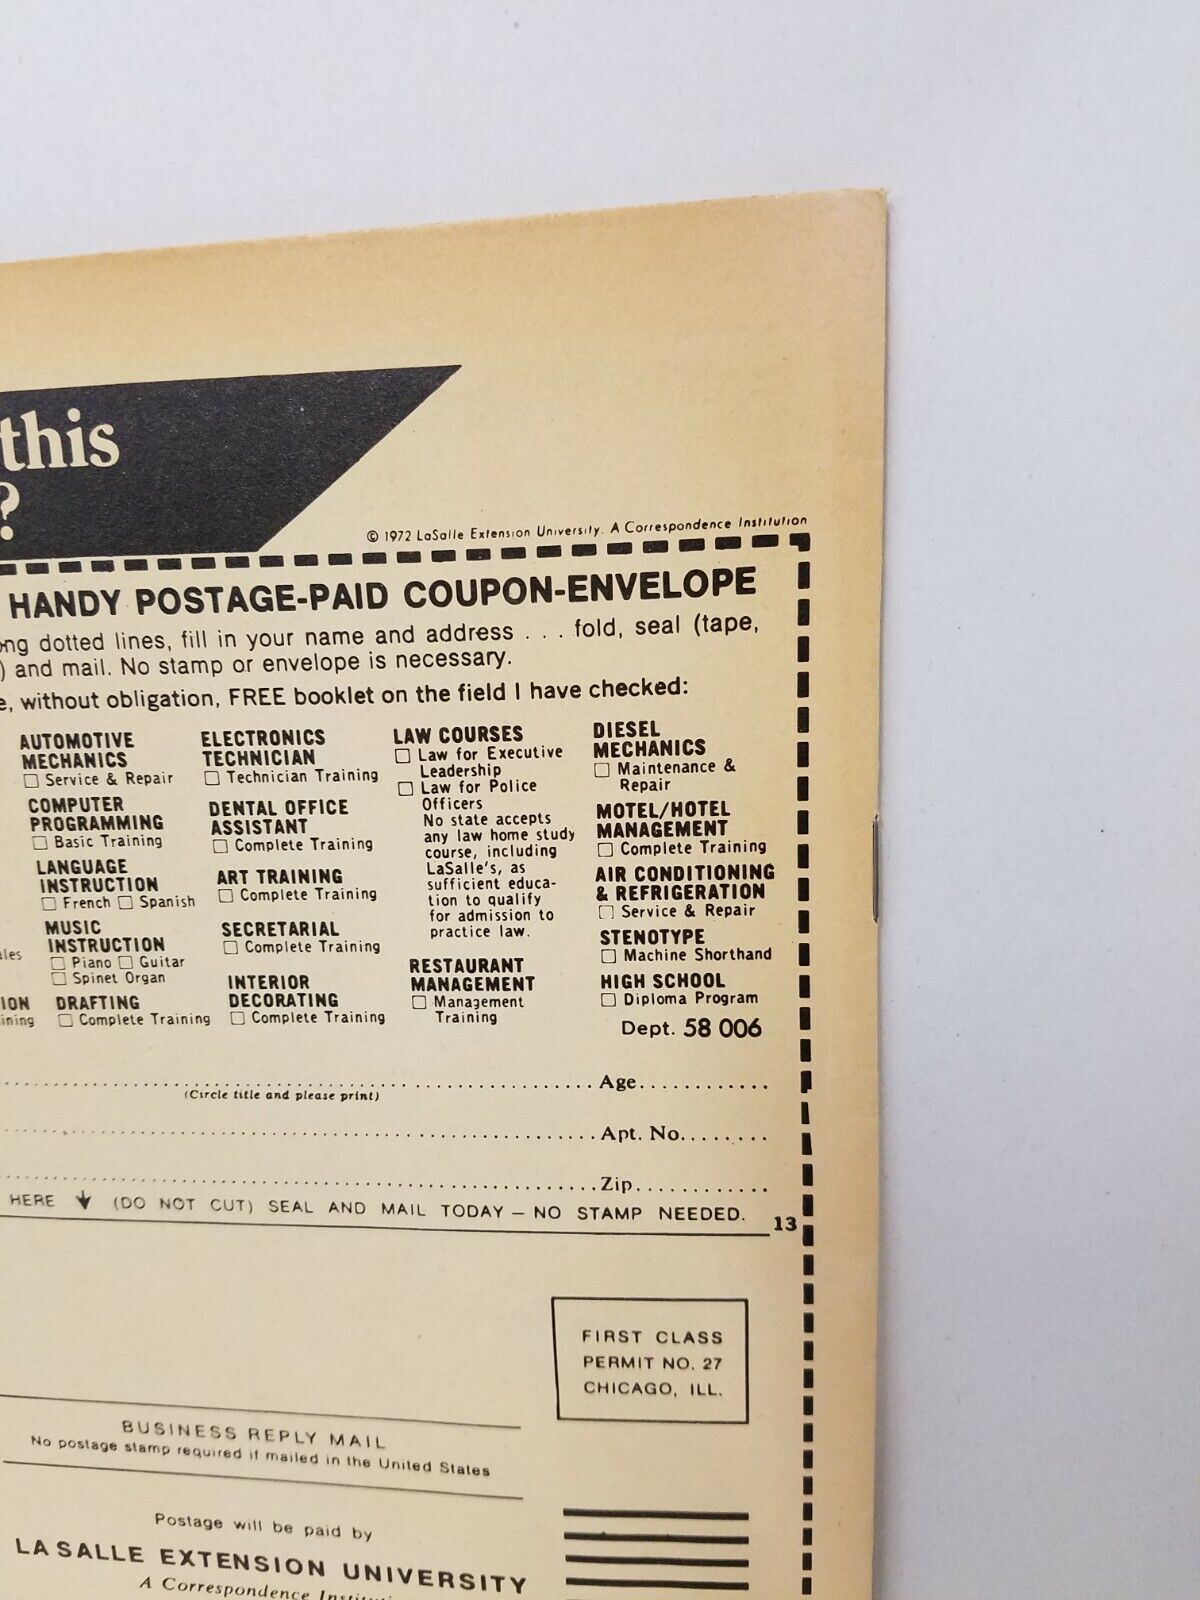 this
?
© 1972 LaSalle Extension University. A Correspondence Institution
HANDY POSTAGE-PAID COUPON-ENVELOPE
ong dotted lines, fill in your name and address . . . fold, seal (tape,
) and mail. No stamp or envelope is necessary.
e, without obligation, FREE booklet on the field I have checked:
ales
ION
ining
AUTOMOTIVE
MECHANICS
☐ Service & Repair
COMPUTER
PROGRAMMING
☐ Basic Training
LANGUAGE
INSTRUCTION
☐ French ☐ Spanish
MUSIC
INSTRUCTION
☐ Piano ☐ Guitar
☐ Spinet Organ
DRAFTING
☐ Complete Training
ELECTRONICS
TECHNICIAN
☐ Technician Training
DENTAL OFFICE
ASSISTANT
☐ Complete Training
ART TRAINING
☐ Complete Training
SECRETARIAL
☐ Complete Training
INTERIOR
DECORATING
☐ Complete Training
LAW COURSES
☐ Law for Executive
Leadership
☐ Law for Police
Officers
No state accepts
any law home study
course, including
LaSalle's, as
sufficient educa-
tion to qualify
for admission to
practice law.
RESTAURANT
MANAGEMENT
☐ Management
Training
DIESEL
MECHANICS
☐ Maintenance &
Repair
MOTEL/HOTEL
MANAGEMENT
☐ Complete Training
AIR CONDITIONING
& REFRIGERATION
☐ Service & Repair
STENOTYPE
☐ Machine Shorthand
HIGH SCHOOL
☐ Diploma Program
Dept. 58 006
Age............
(Circle title and please print)
Apt. No........
Zip............
HERE ↓ (DO NOT CUT) SEAL AND MAIL TODAY – NO STAMP NEEDED.
13
FIRST CLASS
PERMIT NO. 27
CHICAGO, ILL.
BUSINESS REPLY MAIL
No postage stamp required if mailed in the United States
Postage will be paid by
LA SALLE EXTENSION UNIVERSITY
A Correspondence Instituti